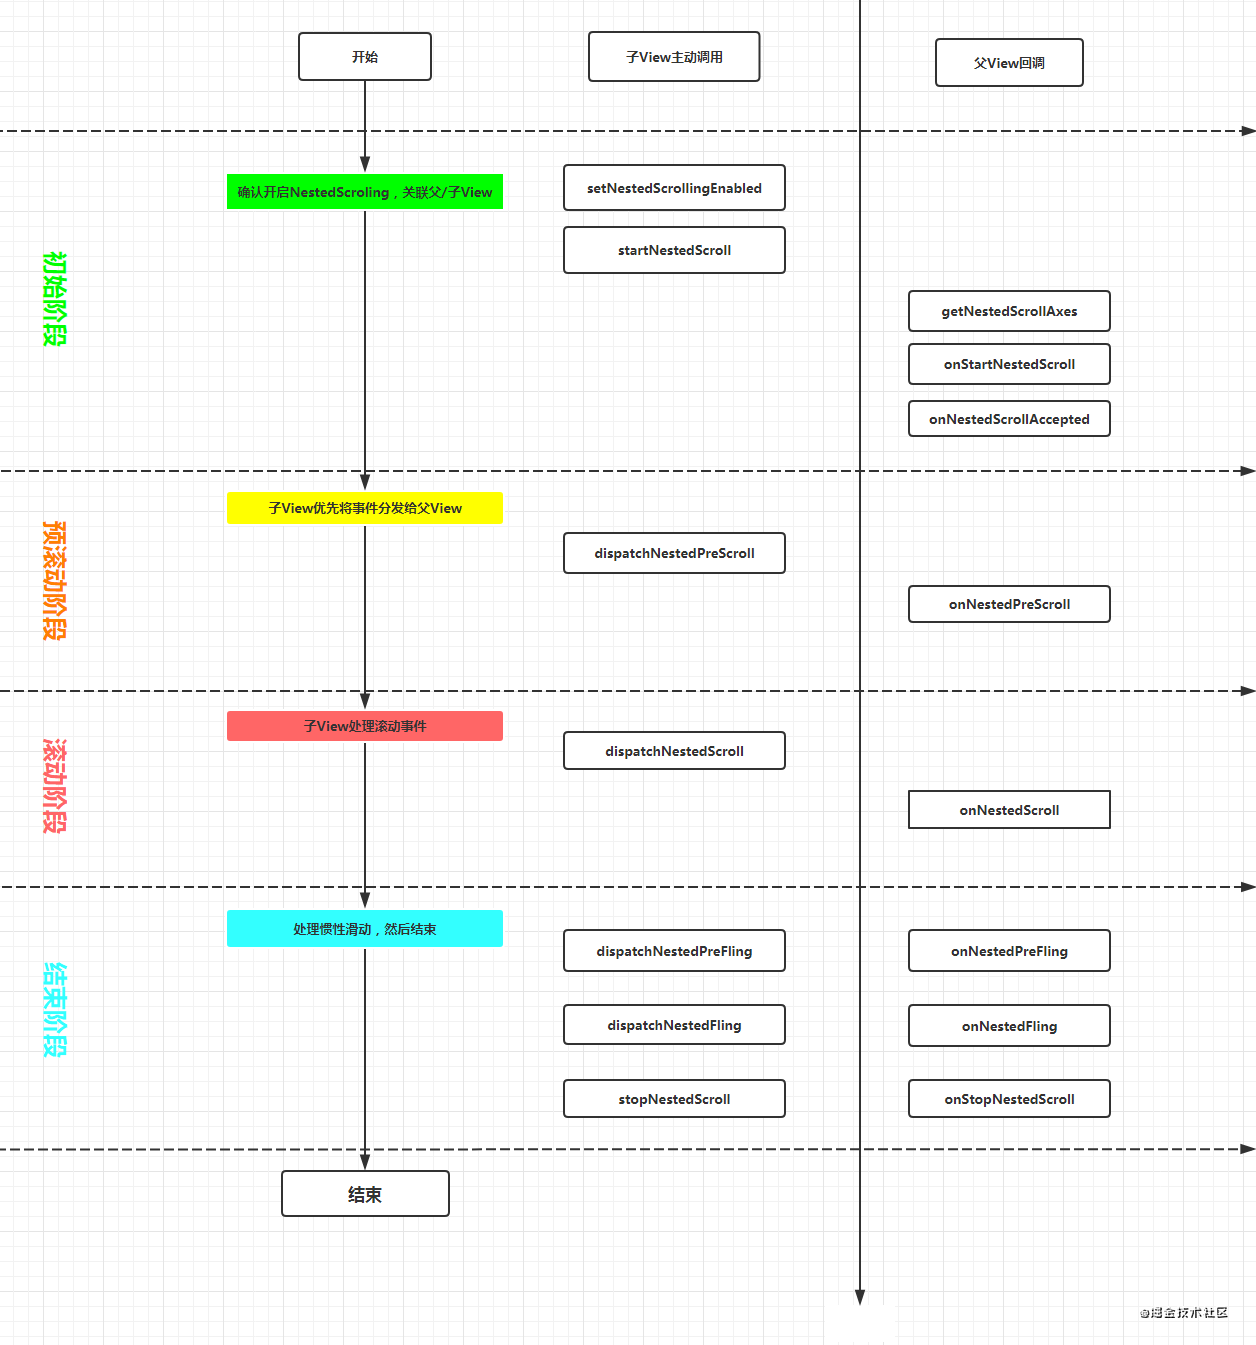 开始
子View主动调用
父View回调
初始阶段
确认开启NestedScroling，关联父/子View
setNestedScrollingEnabled
startNestedScroll
getNestedScrollAxes
onStartNestedScroll
onNestedScrollAccepted
预滚动阶段
子View优先将事件分发给父View
dispatchNestedPreScroll
onNestedPreScroll
滚动阶段
子View处理滚动事件
dispatchNestedScroll
onNestedScroll
结束阶段
处理惯性滑动，然后结束
dispatchNestedPreFling
onNestedPreFling
dispatchNestedFling
onNestedFling
stopNestedScroll
onStopNestedScroll
结束
@掘金技术社区